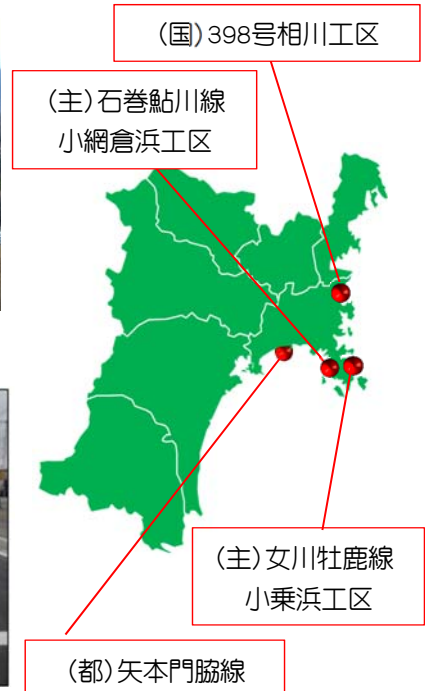 (国)398号相川工区
(主)石巻鮎川線
小網倉浜工区
(主)女川牡鹿線
小乗浜工区
(都)矢本門脇線